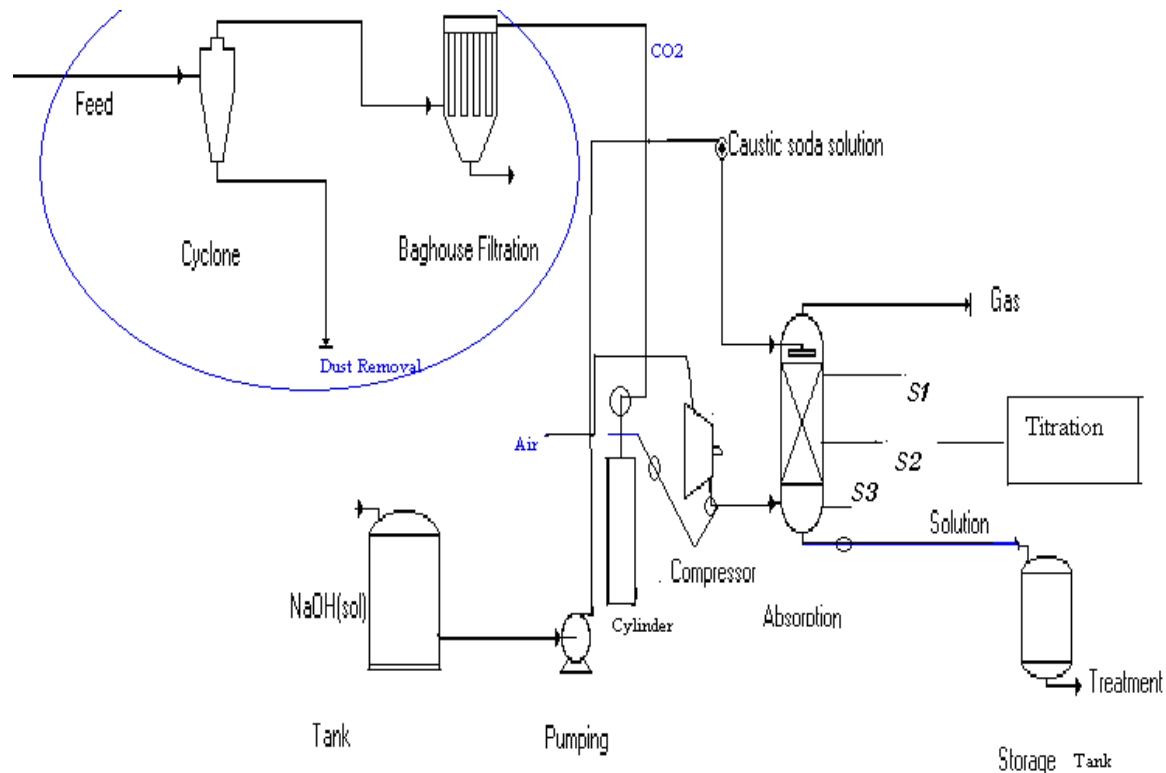 CO2
Feed
Caustic soda solution
Cyclone
Baghouse Filtration
Gas
Dust Removal
S1
Titration
Air
S2
S3
Solution
Compressor
NaOH(sol)
Cylinder
Absorption
Treatment
Tank
Pumping
Storage Tank